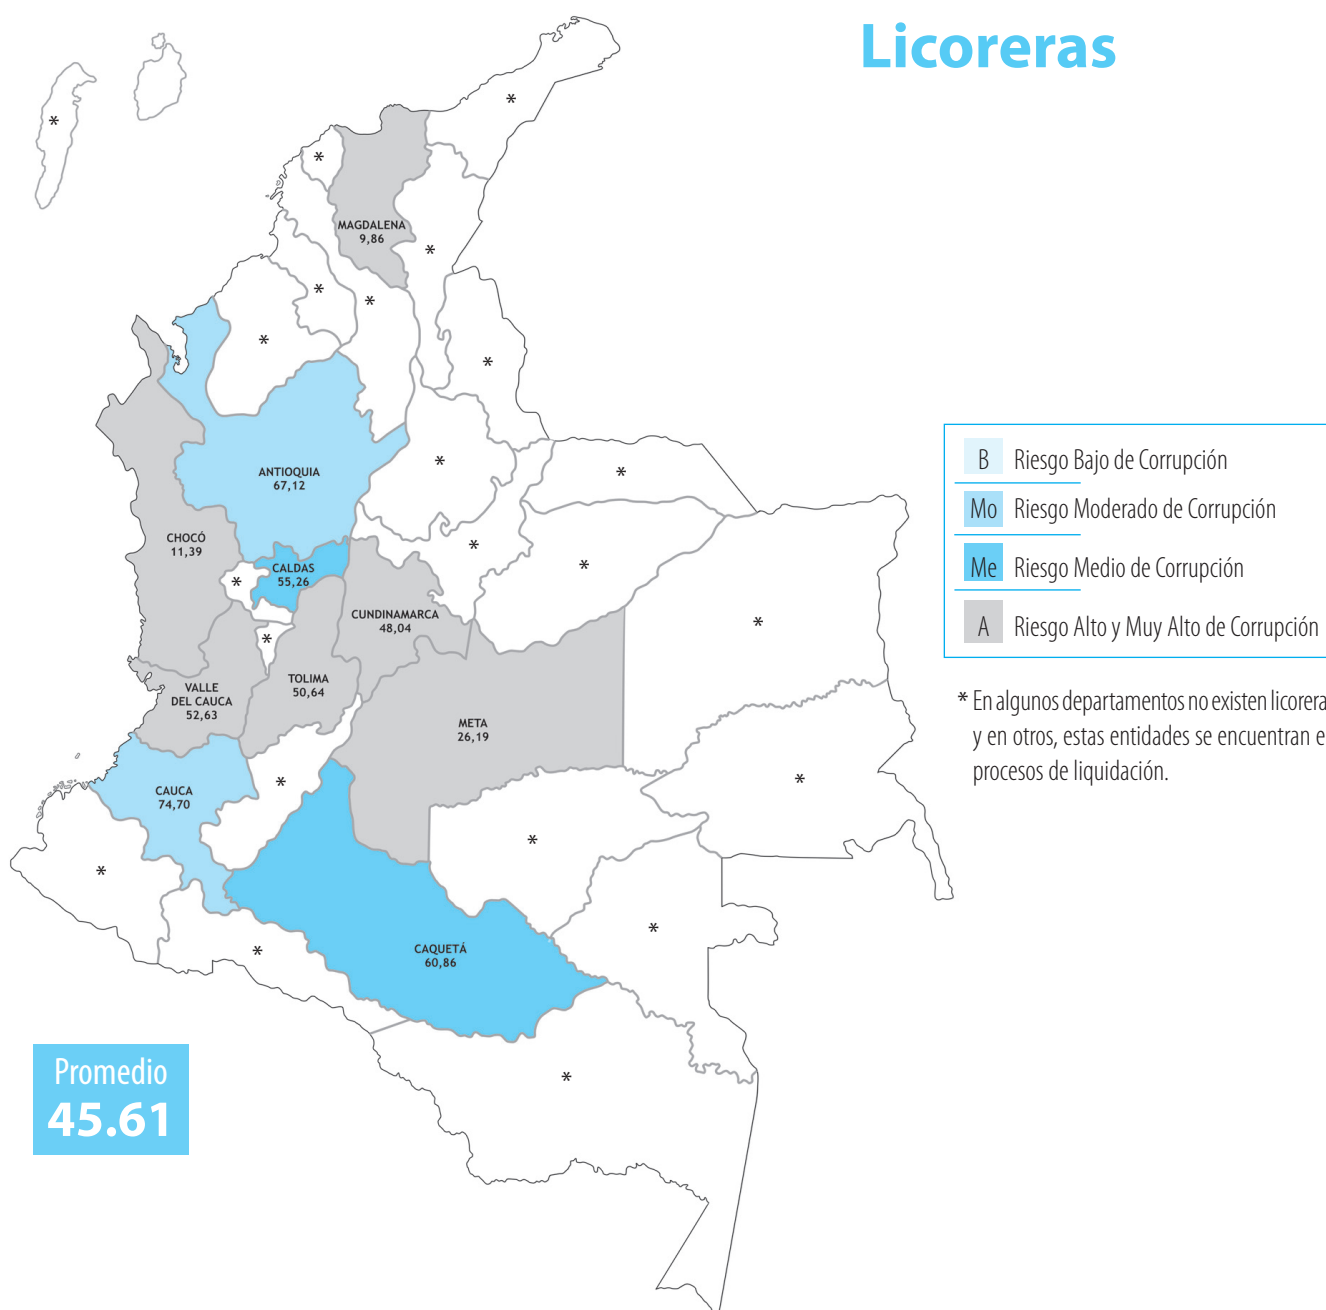 Licoreras
*
*
*
MAGDALENA
9,86
*
*
*
*
*
ANTIOQUIA
67,12
*
*
CHOCÓ
11,39
*
CALDAS
55,26
*
*
CUNDINAMARCA
48,04
*
*
VALLE
DEL CAUCA
52,63
TOLIMA
50,64
META
26,19
CAUCA
74,70
*
*
*
*
*
*
CAQUETÁ
60,86
*
B Riesgo Bajo de Corrupción
Mo Riesgo Moderado de Corrupción
Me Riesgo Medio de Corrupción
A Riesgo Alto y Muy Alto de Corrupción
* En algunos departamentos no existen licorera
y en otros, estas entidades se encuentran e
procesos de liquidación.
Promedio
45.61